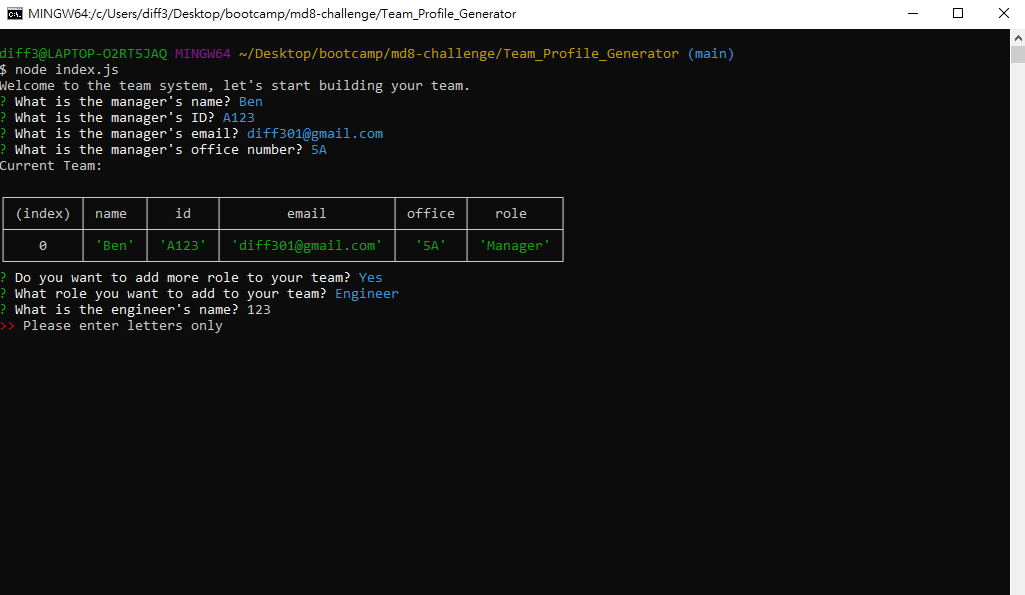 MINGW64:/c/Users/diff3/Desktop/bootcamp/md8-challenge/Team_Profile_Generator
diff3@LAPTOP-O2RT5JAQ MINGW64 ~/Desktop/bootcamp/md8-challenge/Team_Profile_Generator (main)
$ node index.js
Welcome to the team system, let's start building your team.
? What is the manager's name? Ben
? What is the manager's ID? A123
? What is the manager's email? diff301@gmail.com
? What is the manager's office number? 5A
Current Team:
(index) name id email office role
0 'Ben' 'A123' 'diff301@gmail.com' '5A' 'Manager'
? Do you want to add more role to your team? Yes
? What role you want to add to your team? Engineer
? What is the engineer's name? 123
>> Please enter letters only